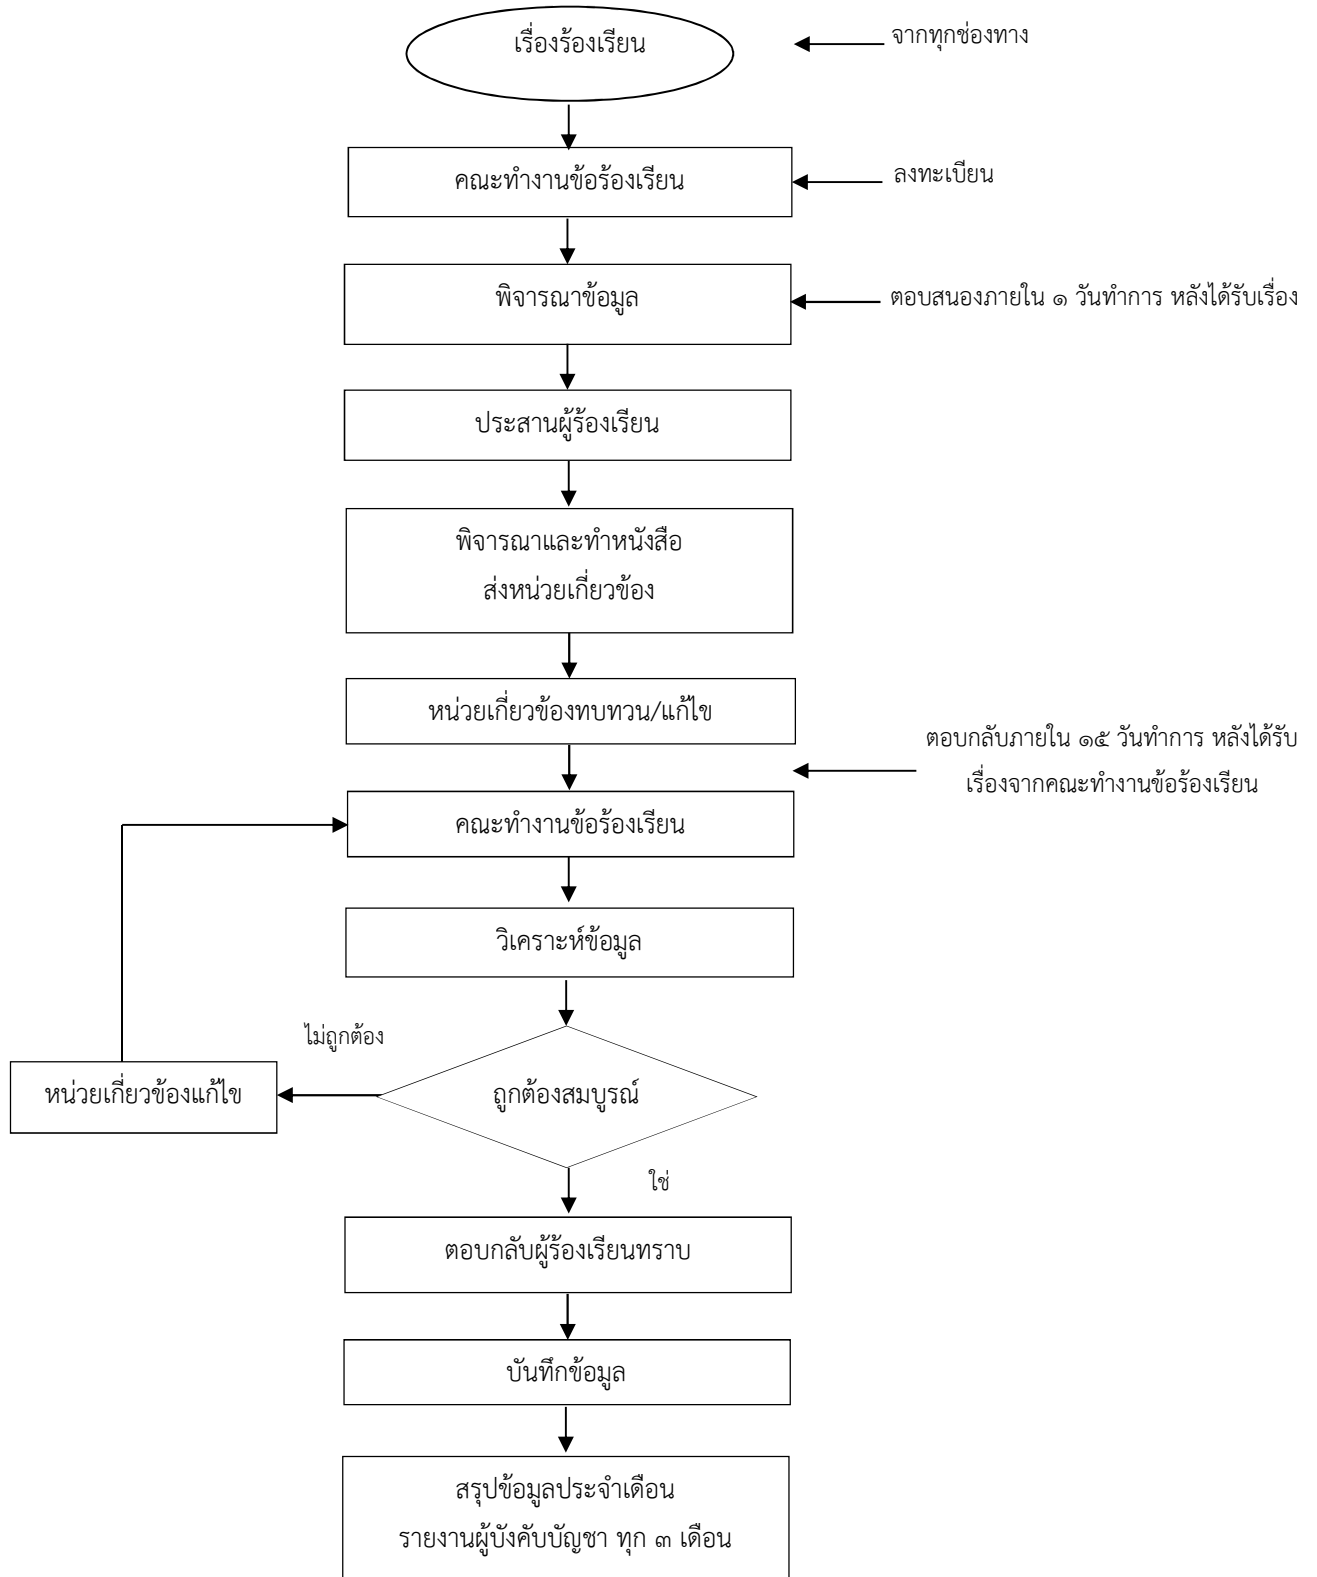 เรื่องร้องเรียน
จากทุกช่องทาง
คณะทำงานข้อร้องเรียน
ลงทะเบียน
พิจารณาข้อมูล
ตอบสนองภายใน ๑ วันทำการ หลังได้รับเรื่อง
ประสานผู้ร้องเรียน
พิจารณาและทำหนังสือ
ส่งหน่วยเกี่ยวข้อง
หน่วยเกี่ยวข้องทบทวน/แก้ไข
ตอบกลับภายใน ๑๕ วันทำการ หลังได้รับ
เรื่องจากคณะทำงานข้อร้องเรียน
คณะทำงานข้อร้องเรียน
วิเคราะห์ข้อมูล
ไม่ถูกต้อง
หน่วยเกี่ยวข้องแก้ไข
ถูกต้องสมบูรณ์
ใช่
ตอบกลับผู้ร้องเรียนทราบ
บันทึกข้อมูล
สรุปข้อมูลประจำเดือน
รายงานผู้บังคับบัญชา ทุก ๓ เดือน